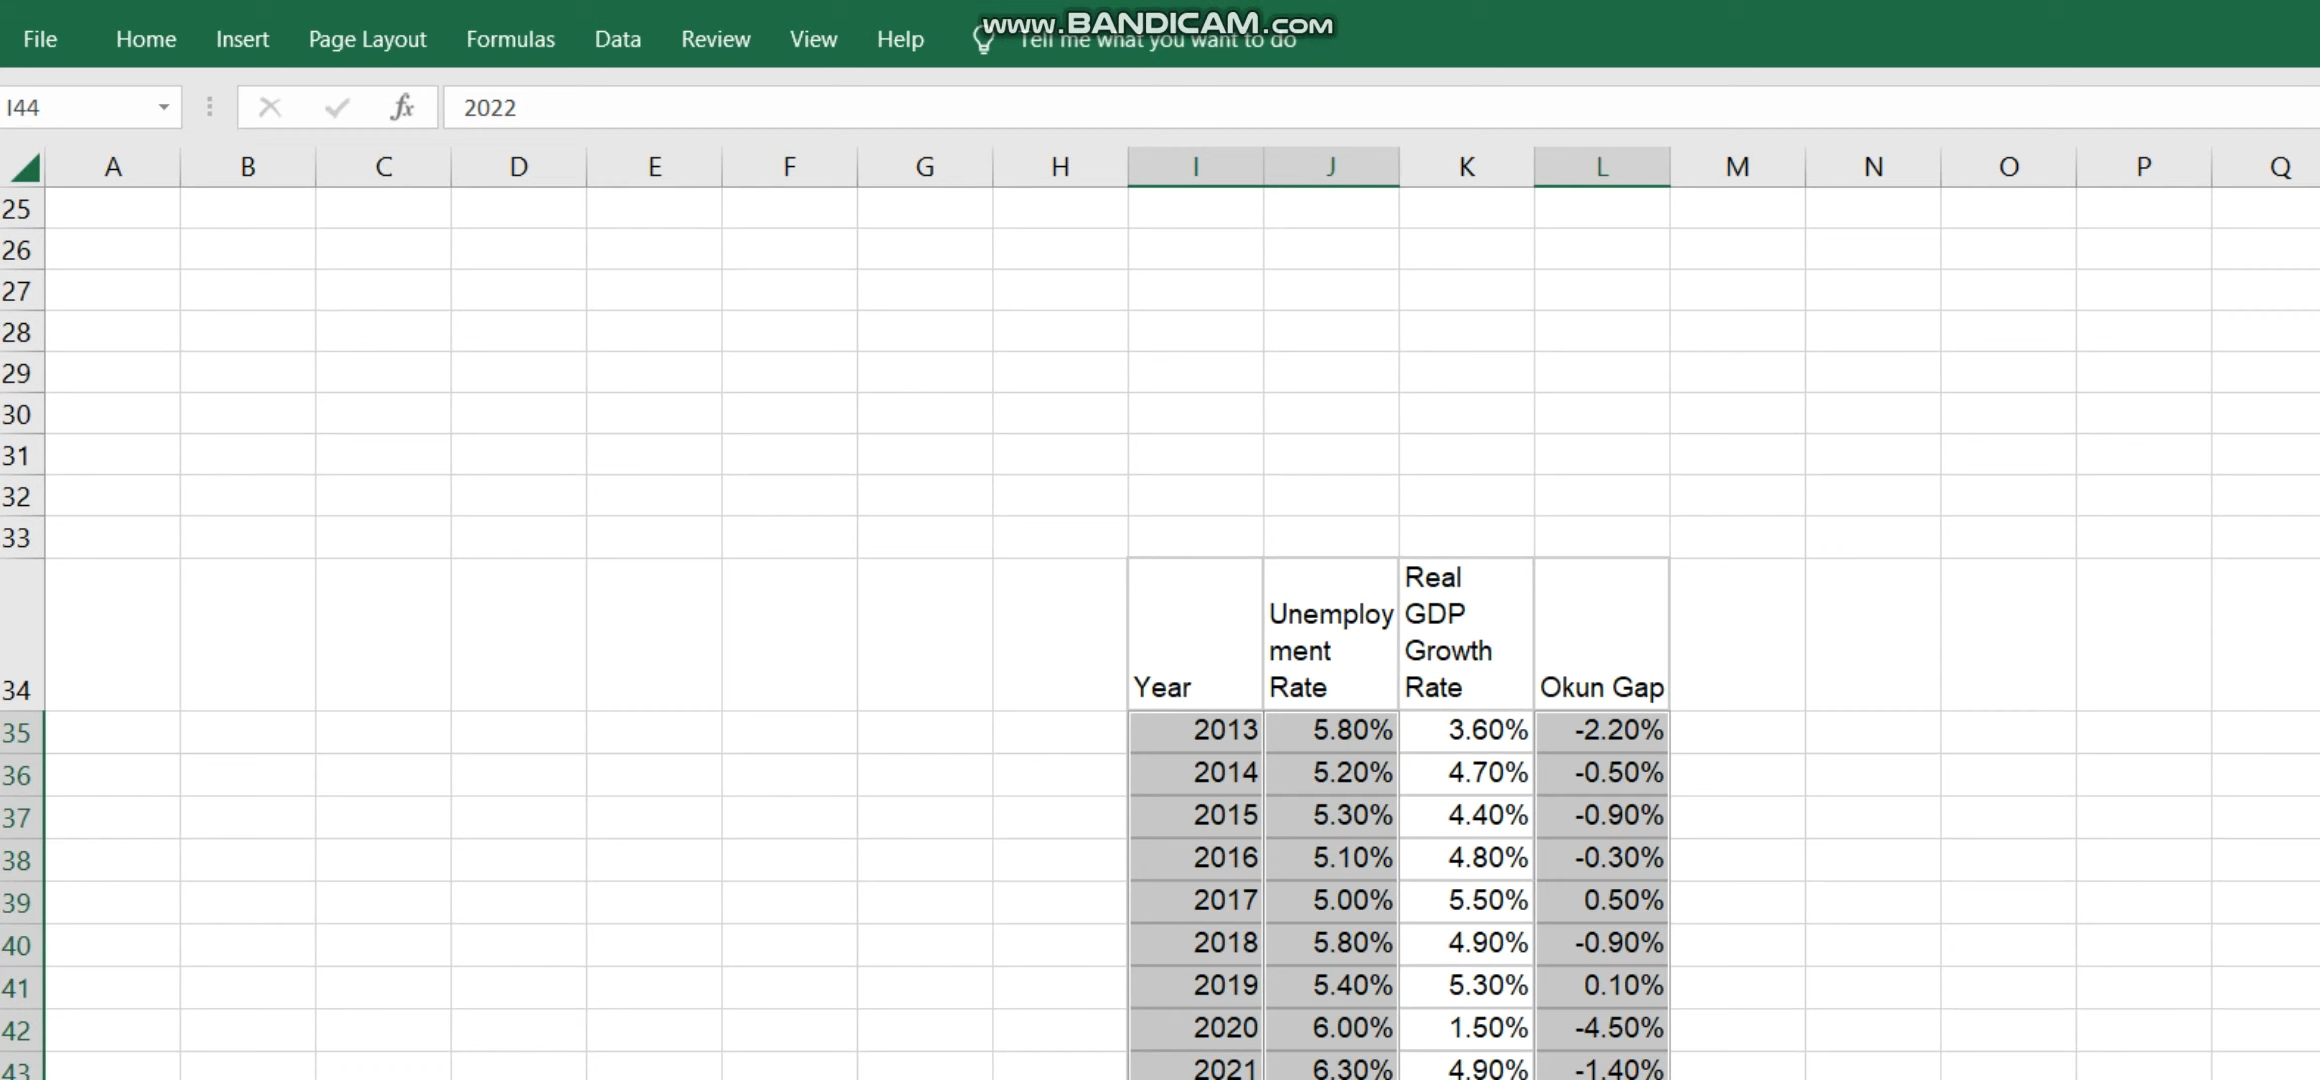 www.BANDICAM.com
File Home Insert Page Layout Formulas Data Review View Help Tell me what you want to do
I44 fx 2022
A B C D E F G H I J K L M N O P Q
25
26
27
28
29
30
31
32
33
34 Year Unemployment Rate Real GDP Growth Rate Okun Gap
35 2013 5.80% 3.60% -2.20%
36 2014 5.20% 4.70% -0.50%
37 2015 5.30% 4.40% -0.90%
38 2016 5.10% 4.80% -0.30%
39 2017 5.00% 5.50% 0.50%
40 2018 5.80% 4.90% -0.90%
41 2019 5.40% 5.30% 0.10%
42 2020 6.00% 1.50% -4.50%
43 2021 6.30% 4.90% -1.40%